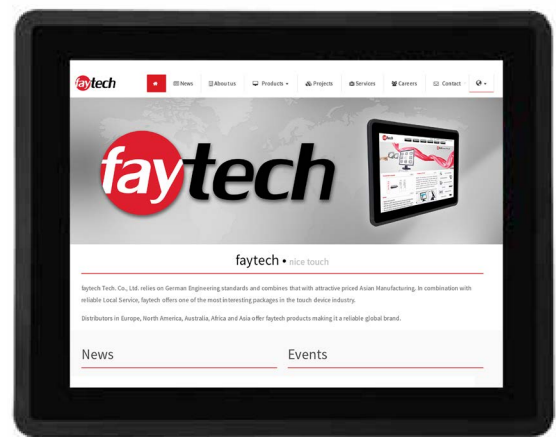 faytech
News About us Products Projects Services Careers Contact
faytech
faytech • nice touch
faytech Tech. Co., Ltd. relies on German Engineering standards and combines that with attractive priced Asian Manufacturing. In combination with
reliable Local Service, faytech offers one of the most interesting packages in the touch device industry.
Distributors in Europe, North America, Australia, Africa and Asia offer faytech products making it a reliable global brand.
News Events